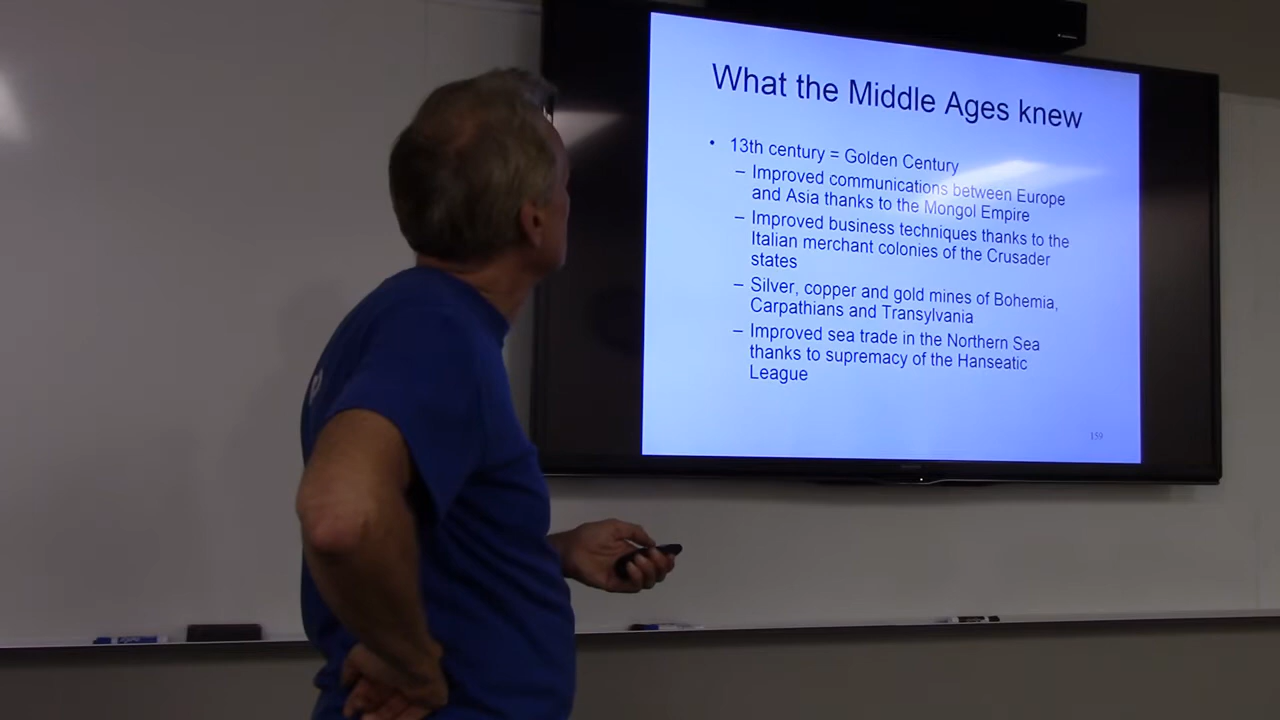 What the Middle Ages knew
• 13th century = Golden Century
– Improved communications between Europe
and Asia thanks to the Mongol Empire
– Improved business techniques thanks to the
Italian merchant colonies of the Crusader
states
– Silver, copper and gold mines of Bohemia,
Carpathians and Transylvania
– Improved sea trade in the Northern Sea
thanks to supremacy of the Hanseatic
League
159